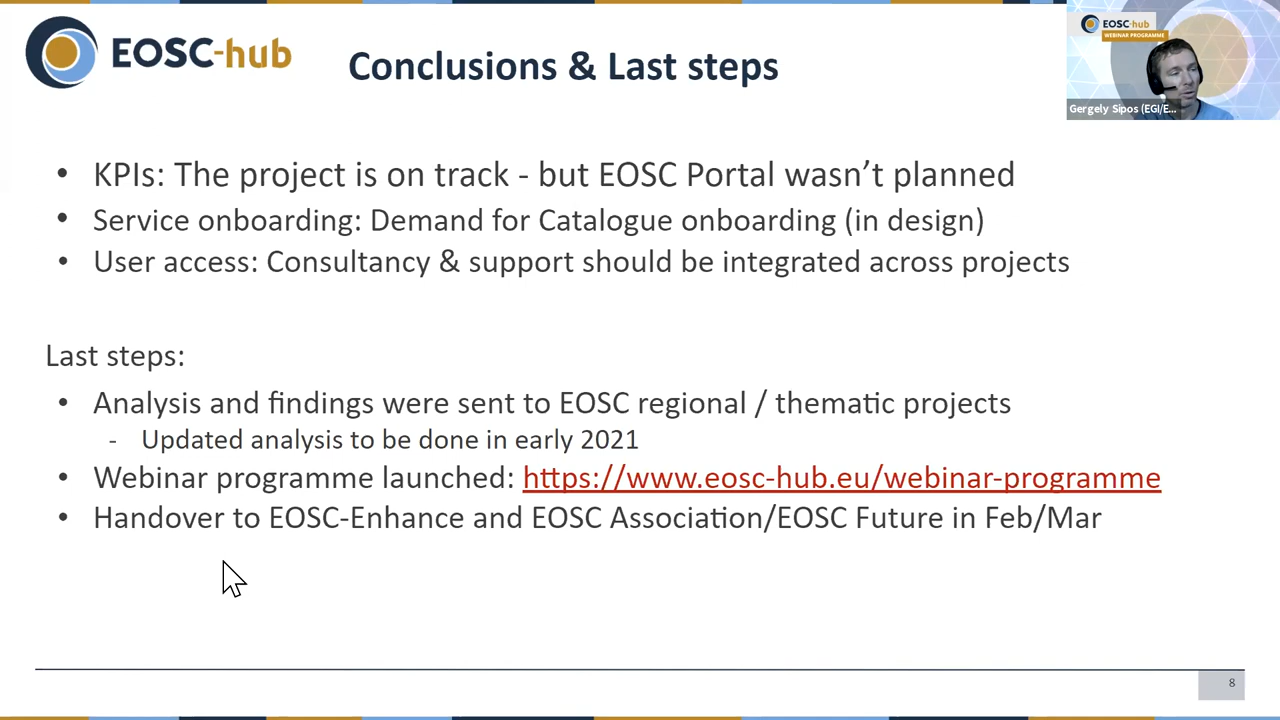 EOSC-hub
Conclusions & Last steps
EOSC-hub
WEBINAR PROGRAMME
Gergely Sipos (EGI/E...
• KPIs: The project is on track - but EOSC Portal wasn’t planned
• Service onboarding: Demand for Catalogue onboarding (in design)
• User access: Consultancy & support should be integrated across projects
Last steps:
• Analysis and findings were sent to EOSC regional / thematic projects
- Updated analysis to be done in early 2021
• Webinar programme launched: https://www.eosc-hub.eu/webinar-programme
• Handover to EOSC-Enhance and EOSC Association/EOSC Future in Feb/Mar
8